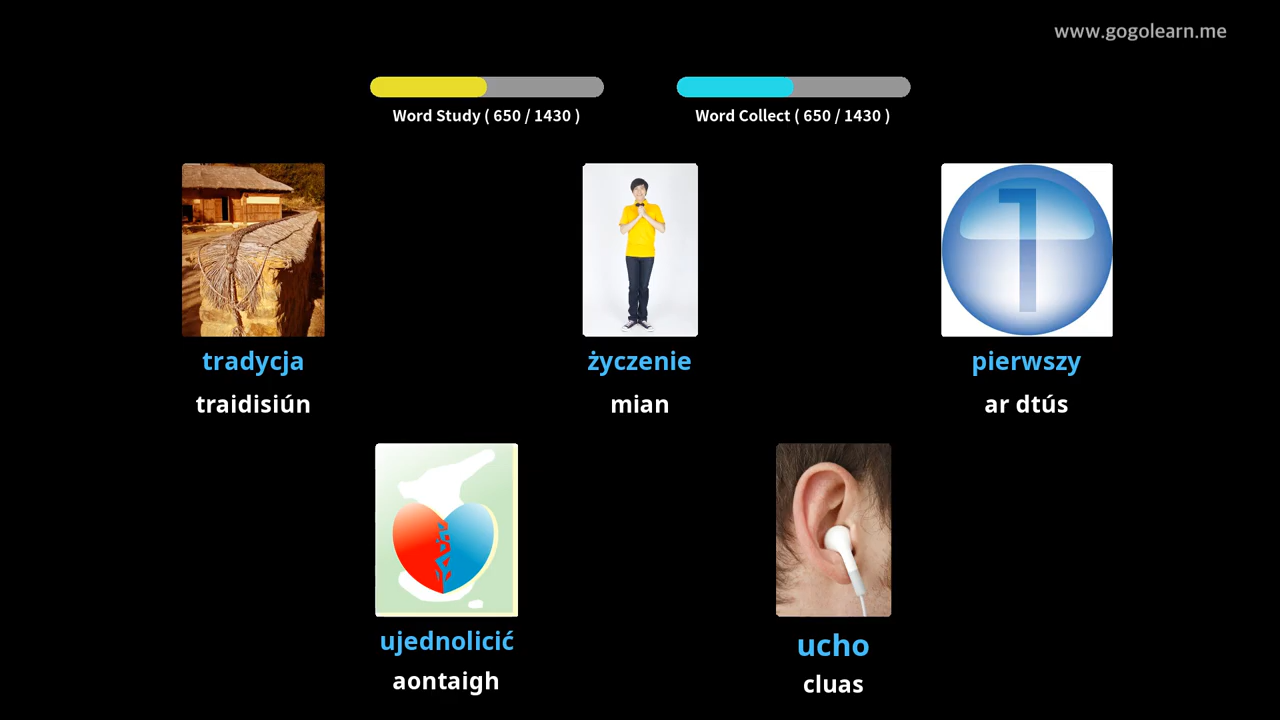 www.gogolearn.me
Word Study ( 650 / 1430 )
Word Collect ( 650 / 1430 )
1
tradycja
życzenie
pierwszy
traidisiún
mian
ar dtús
ujednolicić
ucho
aontaigh
cluas